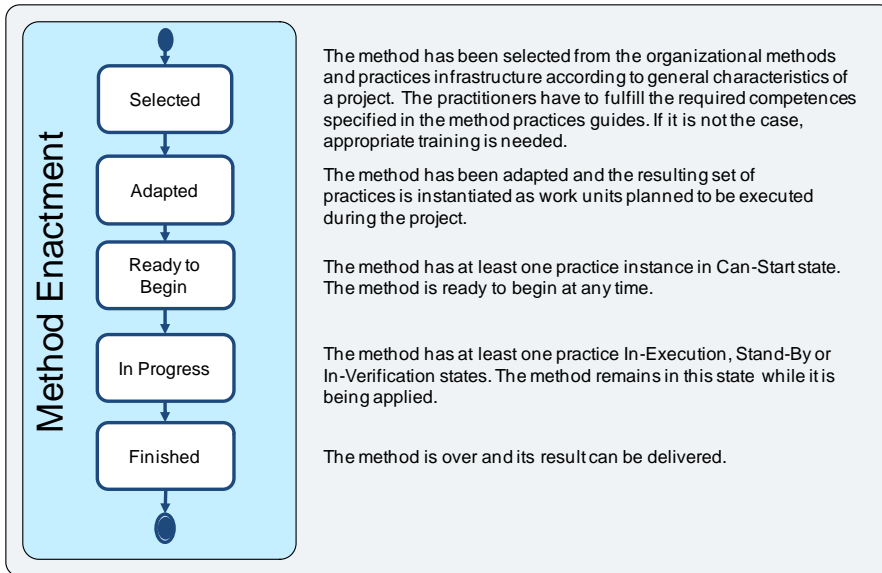 Method Enactment
Selected
The method has been selected from the organizational methods
and practices infrastructure according to general characteristics of
a project. The practitioners have to fulfill the required competences
specified in the method practices guides. If it is not the case,
appropriate training is needed.
Adapted
The method has been adapted and the resulting set of
practices is instantiated as work units planned to be executed
during the project.
Ready to
Begin
The method has at least one practice instance in Can-Start state.
The method is ready to begin at any time.
In Progress
The method has at least one practice In-Execution, Stand-By or
In-Verification states. The method remains in this state while it is
being applied.
Finished
The method is over and its result can be delivered.